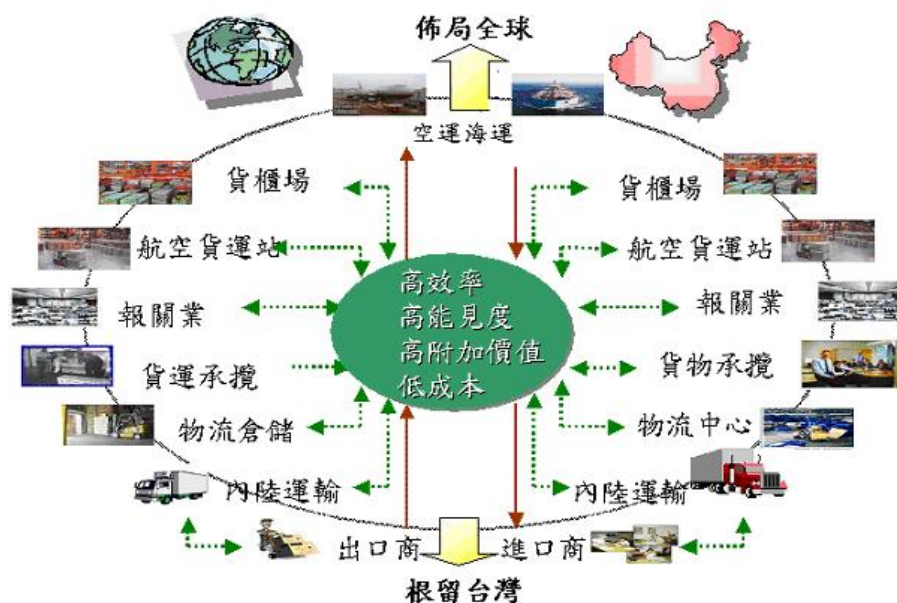 佈局全球
空運海運
貨櫃場
貨櫃場
航空貨運站
航空貨運站
高效率
高能見度
高附加價值
低成本
報關業
報關業
貨運承攬
貨物承攬
物流倉儲
物流中心
內陸運輸
內陸運輸
出口商
進口商
根留台灣